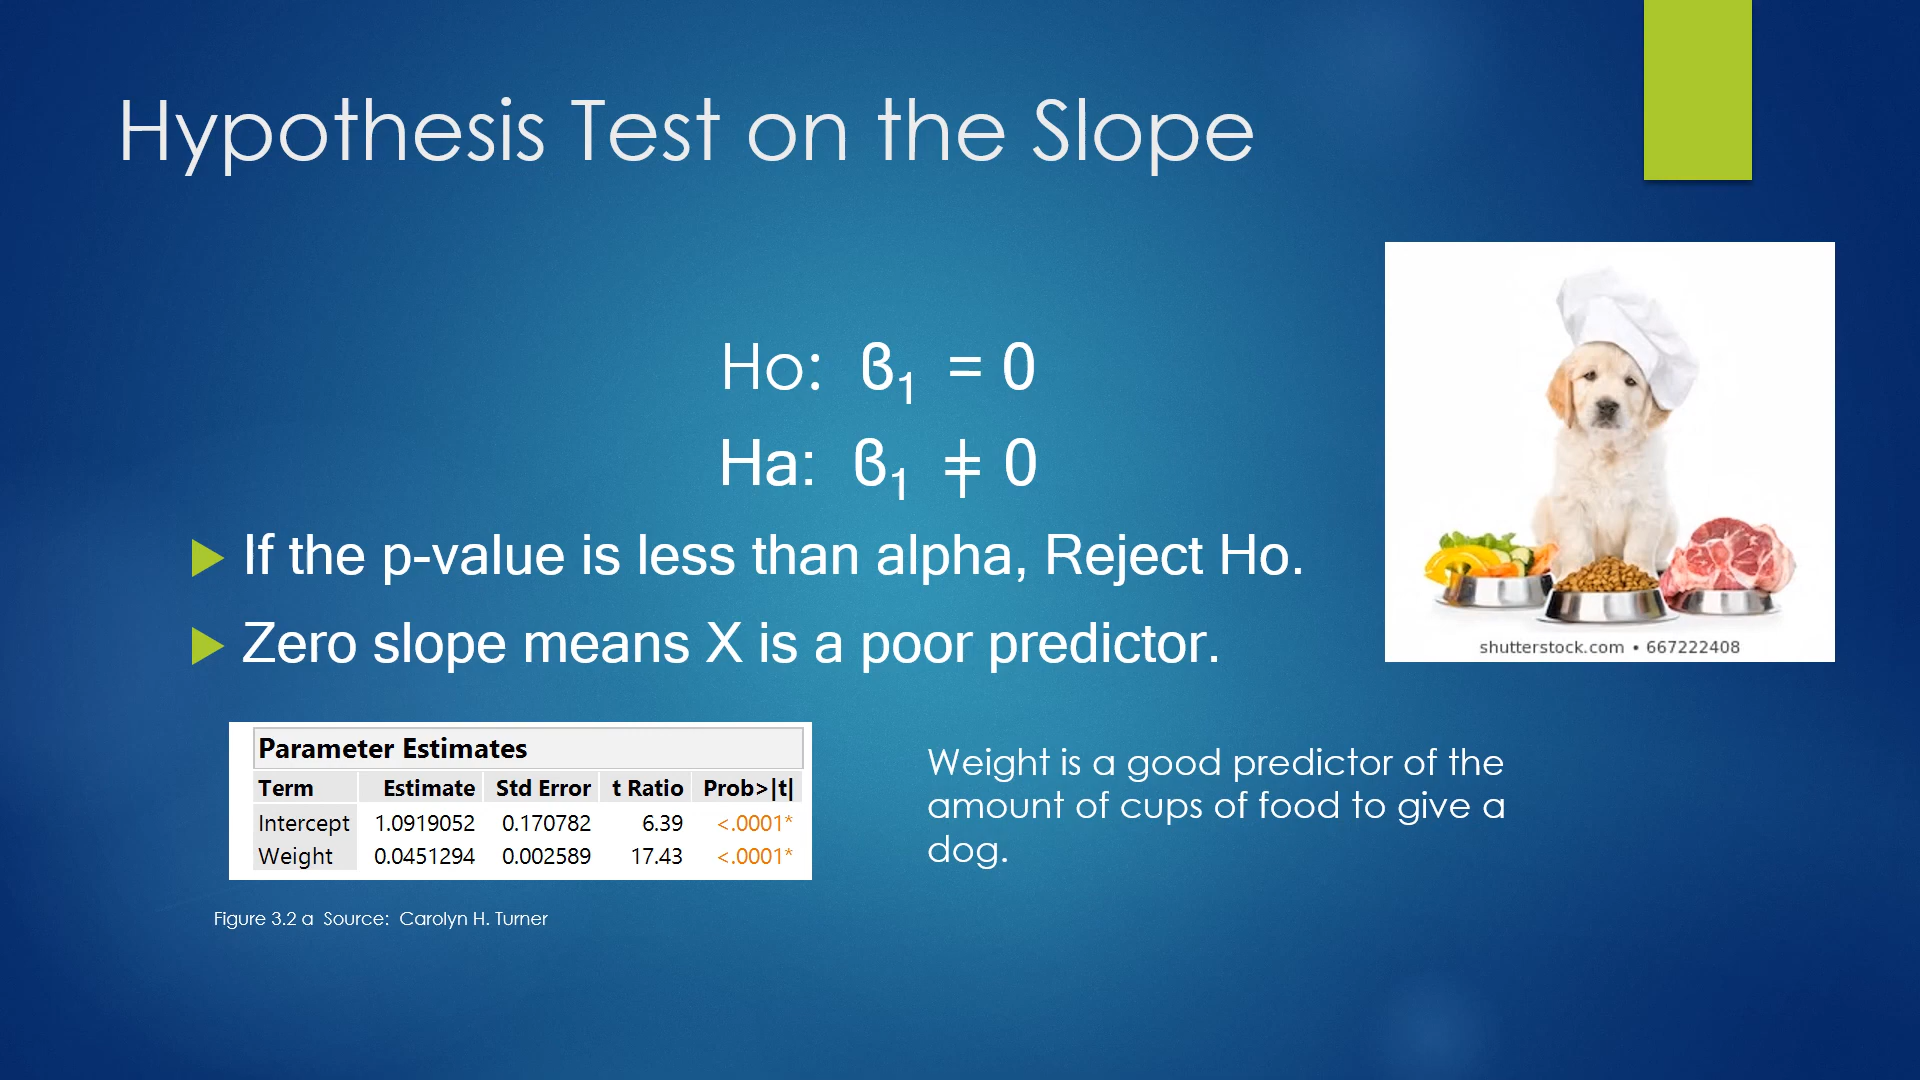 Hypothesis Test on the Slope
Ho: ß₁ = 0
Ha: ß₁ ǂ 0
If the p-value is less than alpha, Reject Ho.
Zero slope means X is a poor predictor.
shutterstock.com • 667222408
Parameter Estimates
Term Estimate Std Error t Ratio Prob>|t|
Intercept 1.0919052 0.170782 6.39 <.0001*
Weight 0.0451294 0.002589 17.43 <.0001*
Weight is a good predictor of the
amount of cups of food to give a
dog.
Figure 3.2 a Source: Carolyn H. Turner